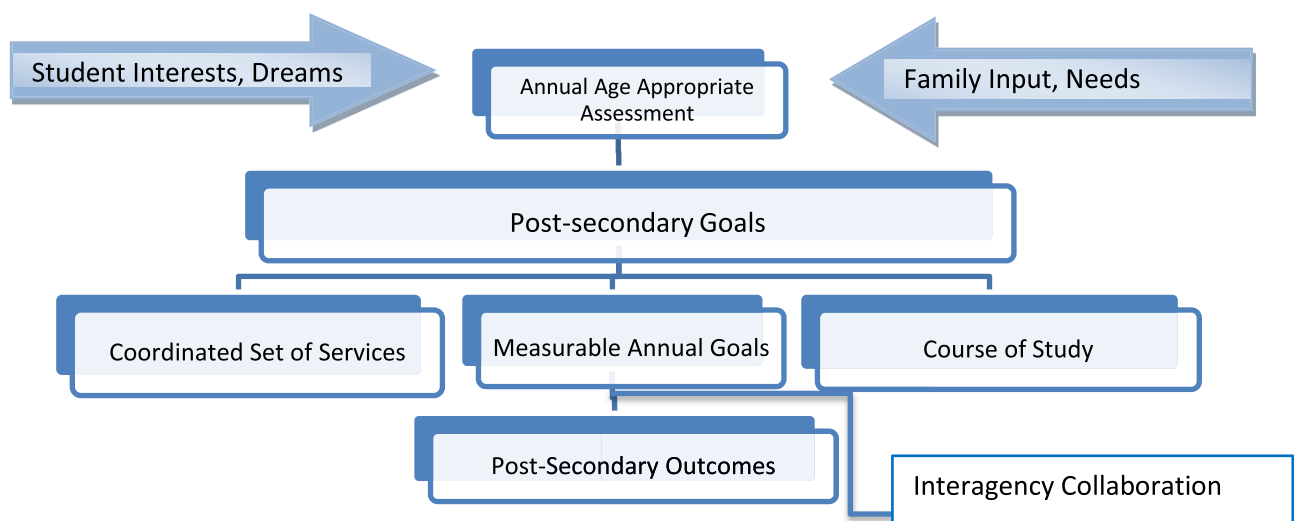 Student Interests, Dreams
Annual Age Appropriate
Assessment
Family Input, Needs
Post-secondary Goals
Coordinated Set of Services
Measurable Annual Goals
Course of Study
Post-Secondary Outcomes
Interagency Collaboration